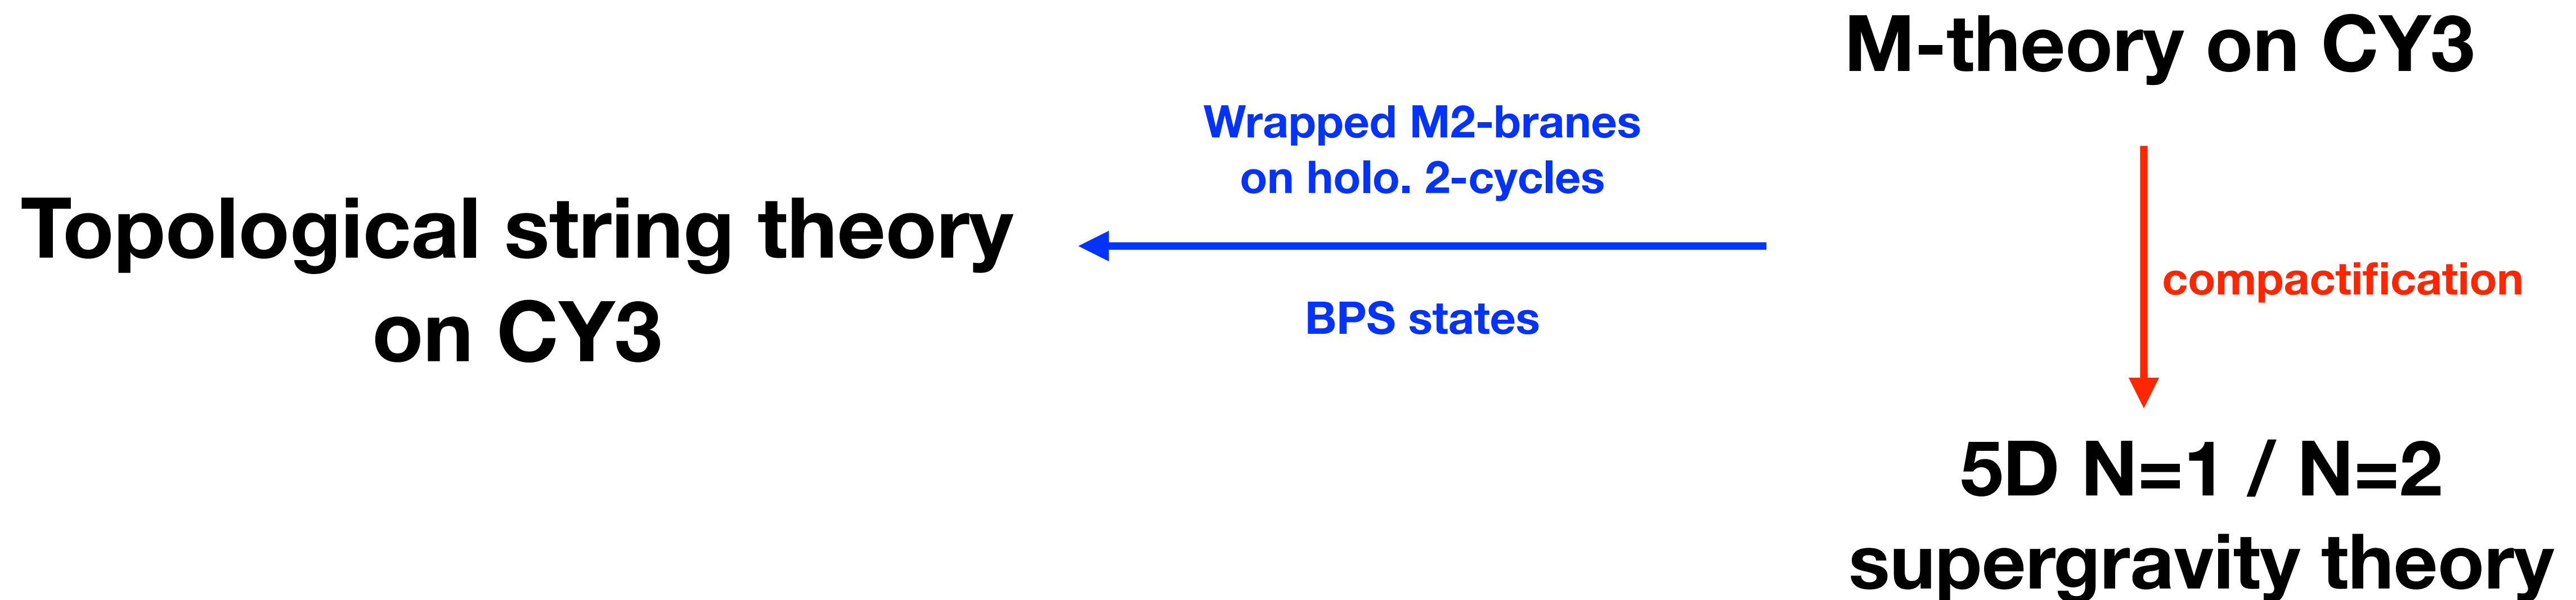 M-theory on CY3
Wrapped M2-branes
on holo. 2-cycles
Topological string theory
on CY3
BPS states
compactification
5D N=1 / N=2
supergravity theory